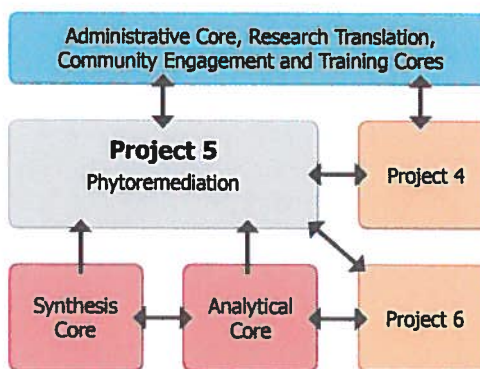 Administrative Core, Research Translation,
Community Engagement and Training Cores
Project 5
Phytoremediation
Project 4
Synthesis
Core
Analytical
Core
Project 6